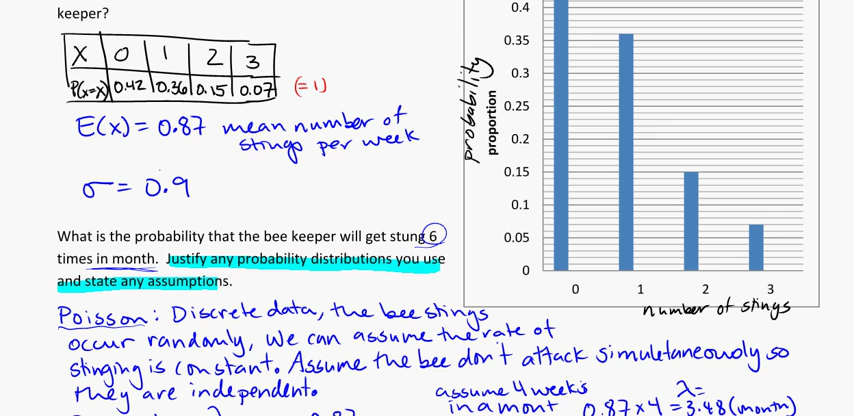 keeper?
X 0 1 2 3
P(x=x) 0.42 0.36 0.15 0.07 (=1)
E(x) = 0.87 mean number of
stings per week
σ = 0.9
0.4
0.35
0.3
0.25
0.2
0.15
0.1
0.05
0
probability
proportion
0 1 2 3
number of stings
What is the probability that the bee keeper will get stung 6
times in month. Justify any probability distributions you use
and state any assumptions.
Poisson: Discrete data, the bee stings
occur randomly, we can assume the rate of
stinging is constant. Assume the bee don't attack simuletaneously so
they are independent.
assume 4 weeks
in a mont
λ=
0.87x4 = 3.48 (month)